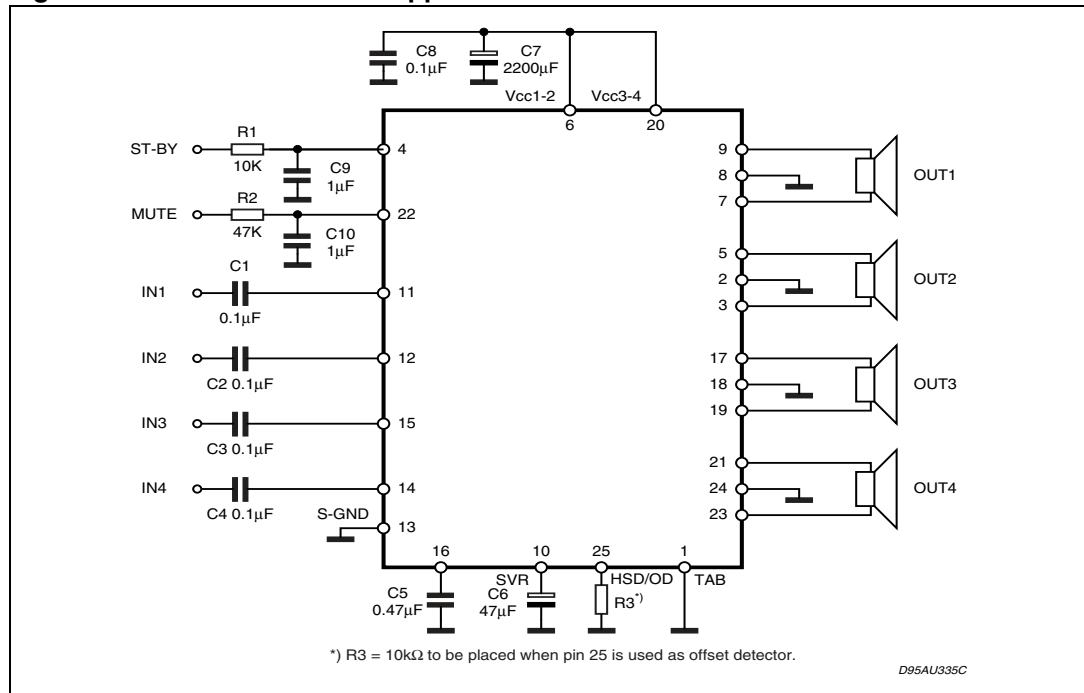 C8
0.1µF
C7
2200µF
Vcc1-2
Vcc3-4
6
20
ST-BY
R1
10K
4
C9
1µF
MUTE
R2
47K
22
C10
1µF
IN1
C1
0.1µF
11
IN2
C2 0.1µF
12
IN3
C3 0.1µF
15
IN4
C4 0.1µF
14
S-GND
13
9
8
7
OUT1
5
2
3
OUT2
17
18
19
OUT3
21
24
23
OUT4
16
10
25
1
C5
0.47µF
SVR
C6
47µF
HSD/OD
R3*)
TAB
*) R3 = 10kΩ to be placed when pin 25 is used as offset detector.
D95AU335C